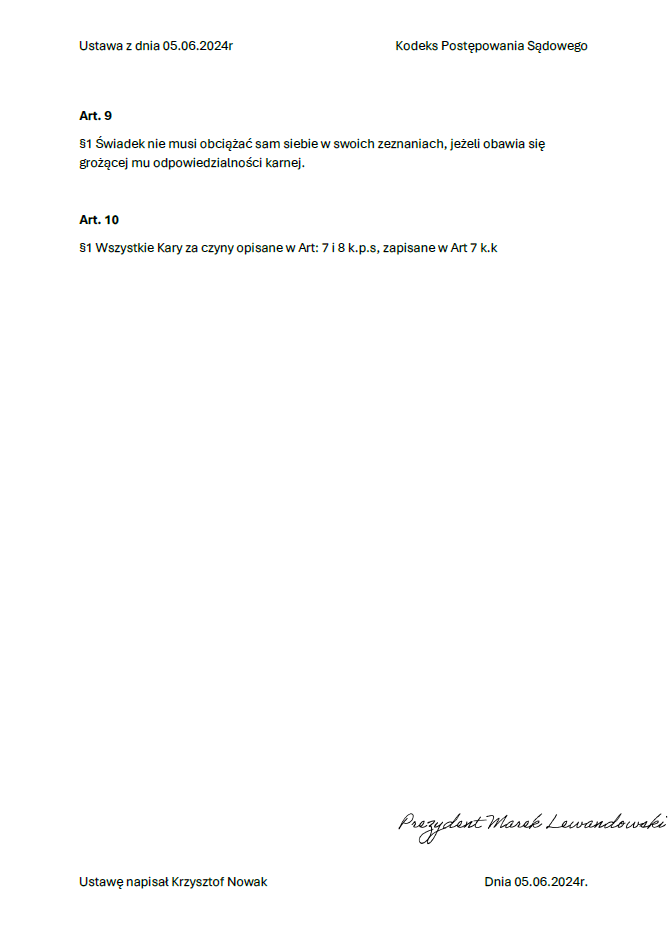 Ustawa z dnia 05.06.2024r Kodeks Postępowania Sądowego
Art. 9
§1 Świadek nie musi obciążać sam siebie w swoich zeznaniach, jeżeli obawia się
grożącej mu odpowiedzialności karnej.
Art. 10
§1 Wszystkie Kary za czyny opisane w Art: 7 i 8 k.p.s, zapisane w Art 7 k.k
Prezydent Marek Lewandowski
Ustawę napisał Krzysztof Nowak Dnia 05.06.2024r.